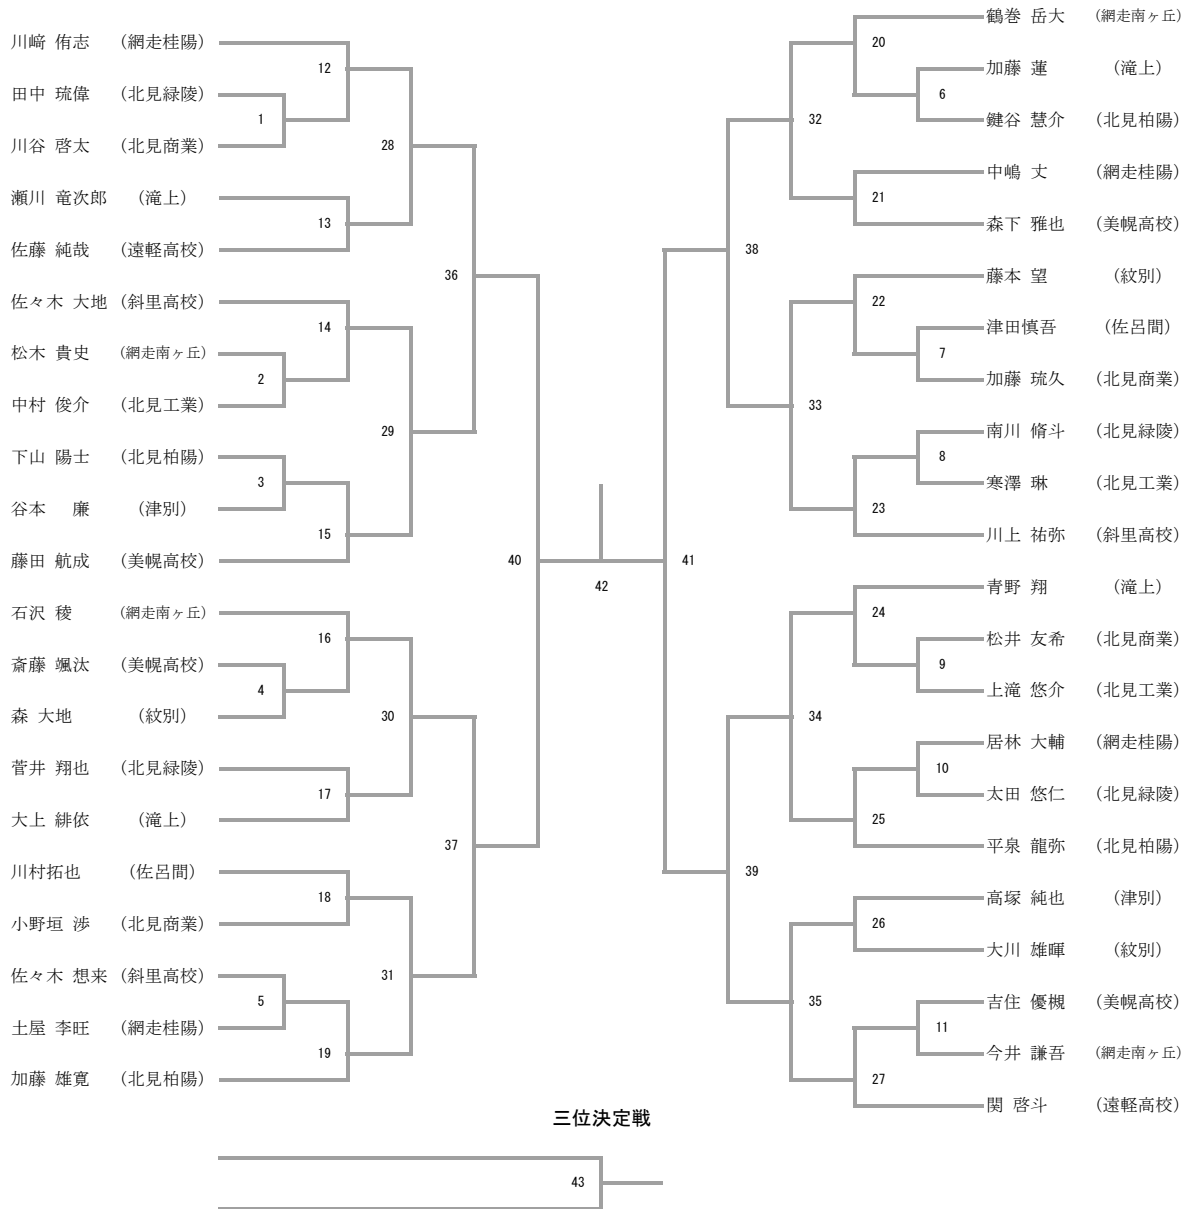 川﨑 侑志 （網走桂陽）
12
田中 琉偉 （北見緑陵）
1
川谷 啓太 （北見商業）
28
瀬川 竜次郎 （滝上）
13
佐藤 純哉 （遠軽高校）
36
佐々木 大地 （斜里高校）
14
松木 貴史 （網走南ヶ丘）
2
中村 俊介 （北見工業）
29
下山 陽士 （北見柏陽）
3
谷本 廉 （津別）
15
藤田 航成 （美幌高校）
40
石沢 稜 （網走南ヶ丘）
16
斎藤 颯汰 （美幌高校）
4
森 大地 （紋別）
30
菅井 翔也 （北見緑陵）
17
大上 緋依 （滝上）
37
川村拓也 （佐呂間）
18
小野垣 渉 （北見商業）
31
佐々木 想来 （斜里高校）
5
土屋 李旺 （網走桂陽）
19
加藤 雄寛 （北見柏陽）
42
鶴巻 岳大 （網走南ヶ丘）
20
加藤 蓮 （滝上）
6
鍵谷 慧介 （北見柏陽）
32
中嶋 丈 （網走桂陽）
21
森下 雅也 （美幌高校）
38
藤本 望 （紋別）
22
津田慎吾 （佐呂間）
7
加藤 琉久 （北見商業）
33
南川 脩斗 （北見緑陵）
8
寒澤 琳 （北見工業）
23
川上 祐弥 （斜里高校）
41
青野 翔 （滝上）
24
松井 友希 （北見商業）
9
上滝 悠介 （北見工業）
34
居林 大輔 （網走桂陽）
10
太田 悠仁 （北見緑陵）
25
平泉 龍弥 （北見柏陽）
39
高塚 純也 （津別）
26
大川 雄暉 （紋別）
35
吉住 優槻 （美幌高校）
11
今井 謙吾 （網走南ヶ丘）
27
関 啓斗 （遠軽高校）
三位決定戦
43